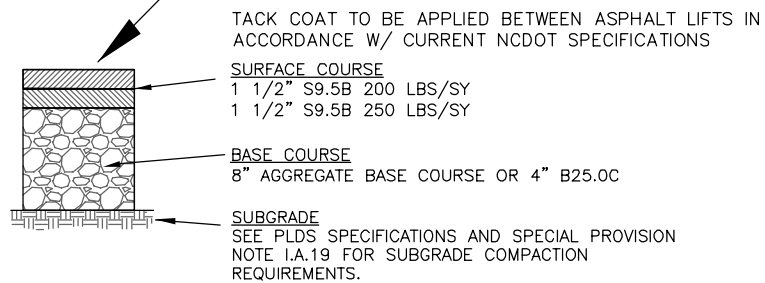 TACK COAT TO BE APPLIED BETWEEN ASPHALT LIFTS IN
ACCORDANCE W/ CURRENT NCDOT SPECIFICATIONS
SURFACE COURSE
1 1/2" S9.5B 200 LBS/SY
1 1/2" S9.5B 250 LBS/SY
BASE COURSE
8" AGGREGATE BASE COURSE OR 4" B25.0C
SUBGRADE
SEE PLDS SPECIFICATIONS AND SPECIAL PROVISION
NOTE I.A.19 FOR SUBGRADE COMPACTION
REQUIREMENTS.